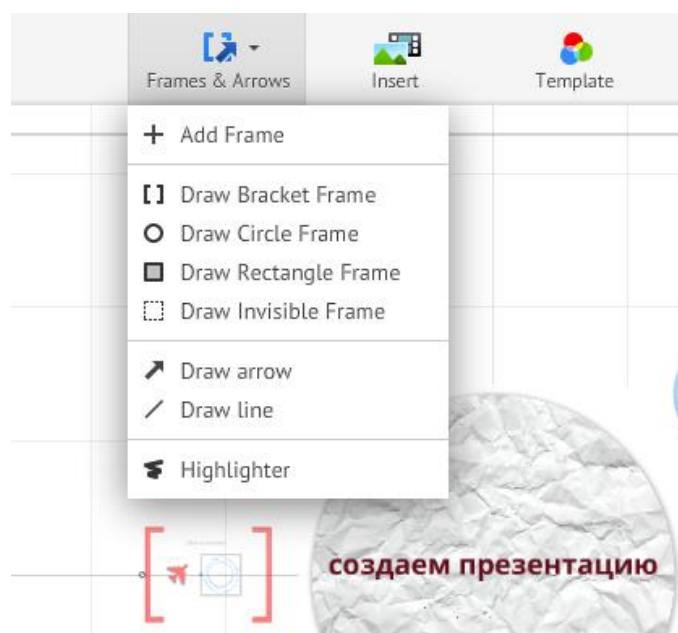 Frames & Arrows
Insert
Template
Add Frame
Draw Bracket Frame
Draw Circle Frame
Draw Rectangle Frame
Draw Invisible Frame
Draw arrow
Draw line
Highlighter
создаем презентацию